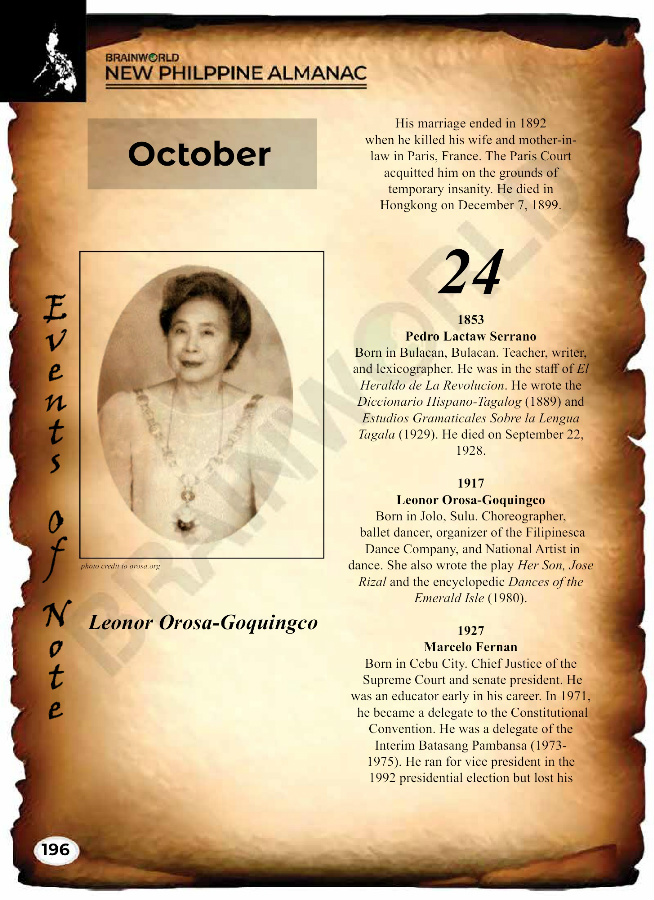 BRAINWORLD
NEW PHILPPINE ALMANAC
October
Events of Note
photo credit to orosa.org
Leonor Orosa-Goquingco
His marriage ended in 1892
when he killed his wife and mother-in-
law in Paris, France. The Paris Court
acquitted him on the grounds of
temporary insanity. He died in
Hongkong on December 7, 1899.
24
1853
Pedro Lactaw Serrano
Born in Bulacan, Bulacan. Teacher, writer,
and lexicographer. He was in the staff of El
Heraldo de La Revolucion. He wrote the
Diccionario Hispano-Tagalog (1889) and
Estudios Gramaticales Sobre la Lengua
Tagala (1929). He died on September 22,
1928.
1917
Leonor Orosa-Goquingco
Born in Jolo, Sulu. Choreographer,
ballet dancer, organizer of the Filipinesca
Dance Company, and National Artist in
dance. She also wrote the play Her Son, Jose
Rizal and the encyclopedic Dances of the
Emerald Isle (1980).
1927
Marcelo Fernan
Born in Cebu City. Chief Justice of the
Supreme Court and senate president. He
was an educator early in his career. In 1971,
he became a delegate to the Constitutional
Convention. He was a delegate of the
Interim Batasang Pambansa (1973-
1975). He ran for vice president in the
1992 presidential election but lost his
196
BRAINWORLD